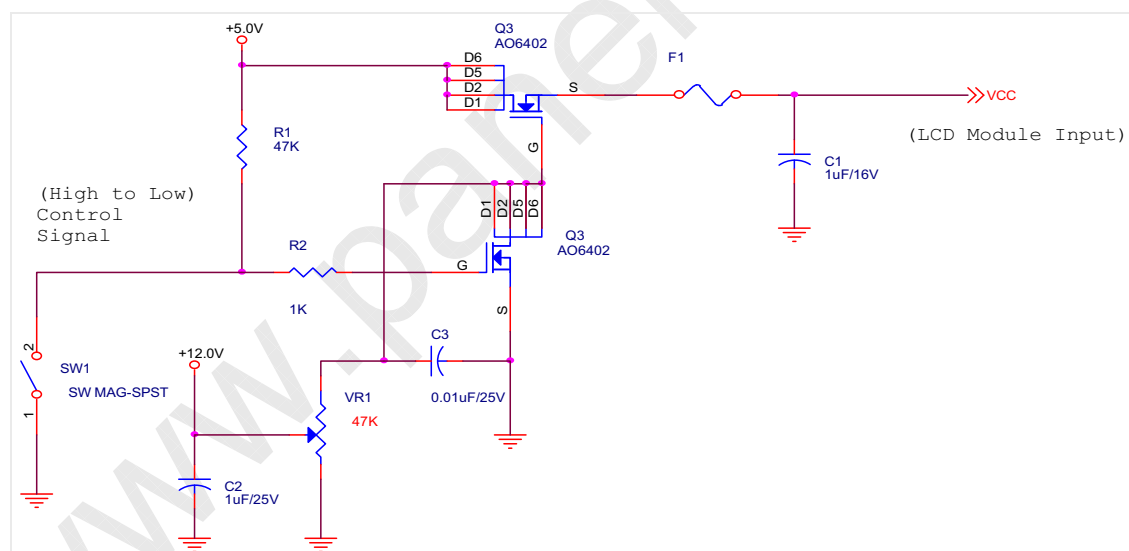 +5.0V
Q3
AO6402
D6
D5
D2
D1
S
G
F1
VCC
(LCD Module Input)
C1
1uF/16V
R1
47K
(High to Low)
Control
Signal
D1
D2
D5
D6
Q3
AO6402
R2
1K
G
S
2
SW1
SW MAG-SPST
1
+12.0V
C3
0.01uF/25V
VR1
47K
C2
1uF/25V
www.pane